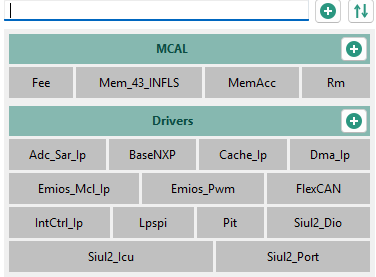 MCAL
Fee Mem_43_INFLS MemAcc Rm
Drivers
Adc_Sar_Ip BaseNXP Cache_Ip Dma_Ip
Emios_Mcl_Ip Emios_Pwm FlexCAN
IntCtrl_Ip Lpspi Pit Siul2_Dio
Siul2_Icu Siul2_Port